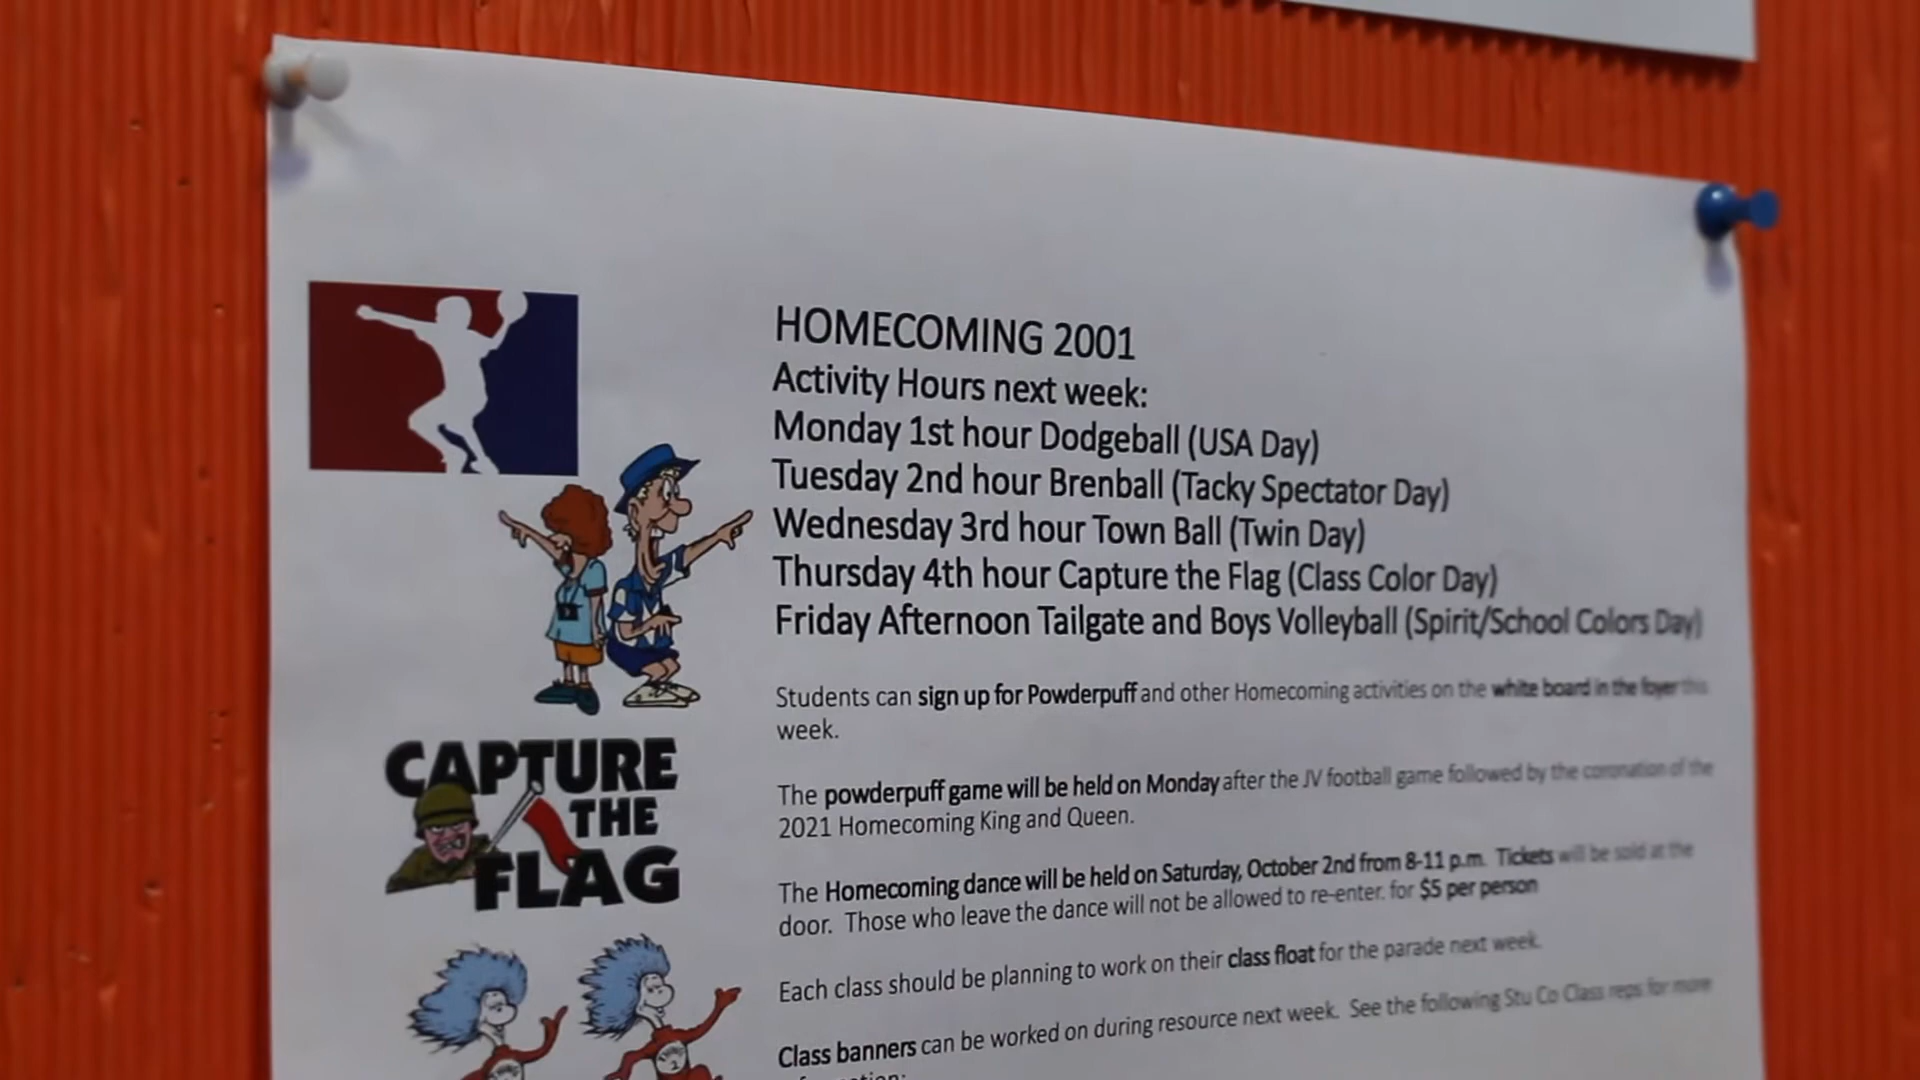 HOMECOMING 2001
Activity Hours next week:
Monday 1st hour Dodgeball (USA Day)
Tuesday 2nd hour Brenball (Tacky Spectator Day)
Wednesday 3rd hour Town Ball (Twin Day)
Thursday 4th hour Capture the Flag (Class Color Day)
Friday Afternoon Tailgate and Boys Volleyball (Spirit/School Colors Day)
Students can sign up for Powderpuff and other Homecoming activities on the white board in the foyer this
week.
The powderpuff game will be held on Monday after the JV football game followed by the coronation of the
2021 Homecoming King and Queen.
The Homecoming dance will be held on Saturday, October 2nd from 8-11 p.m. Tickets will be sold at the
door. Those who leave the dance will not be allowed to re-enter. for $5 per person
Each class should be planning to work on their class float for the parade next week.
Class banners can be worked on during resource next week. See the following Stu Co Class reps for more
CAPTURE
THE
FLAG